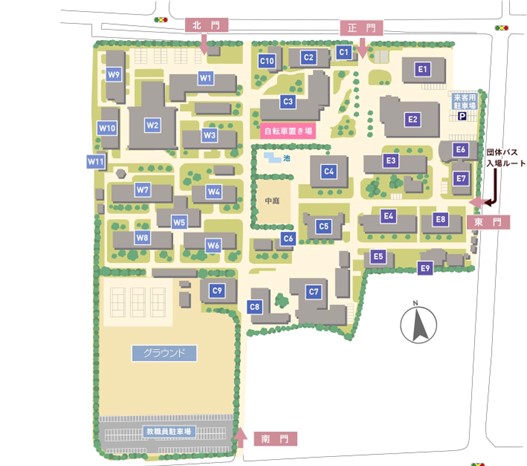 北 門
正 門
W9
W1
C10
C2
C1
E1
来客用
駐車場
P
W10
W2
C3
W3
自転車置き場
E2
団体バス
入場ルート
W11
池
C4
E3
E6
E7
W7
W4
中庭
W5
C5
E4
E8
東 門
W8
W6
C6
E5
E9
C9
C8
C7
N
グラウンド
教職員駐車場
南 門